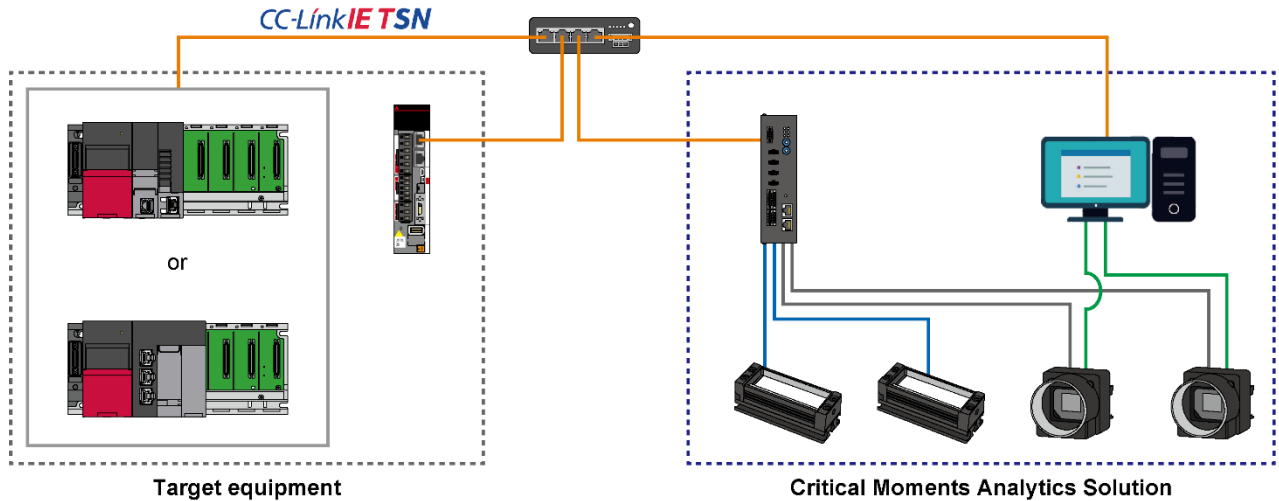 CC-Link IE TSN
or
Target equipment
Critical Moments Analytics Solution